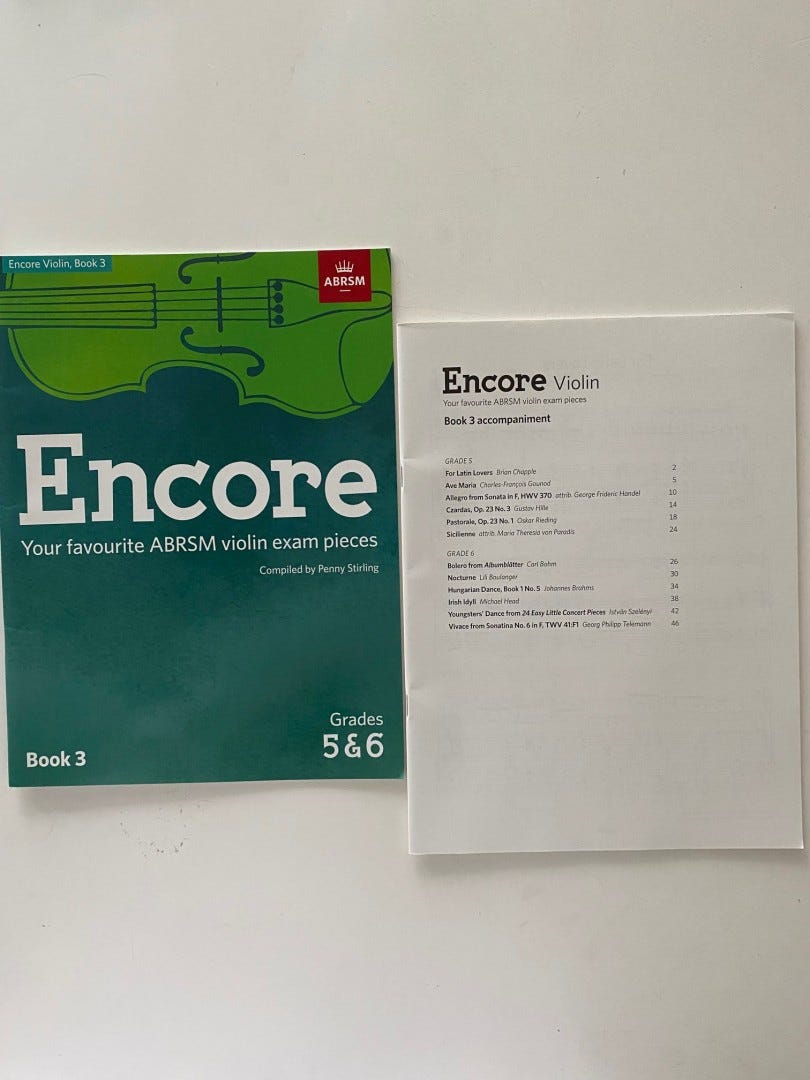 Encore Violin, Book 3
ABRSM
Encore
Your favourite ABRSM violin exam pieces
Compiled by Penny Stirling
Grades
5 & 6
Book 3
Encore Violin
Your favourite ABRSM violin exam pieces
Book 3 accompaniment
GRADE 5
For Latin Lovers Brian Chapple 2
Ave Maria Charles-François Gounod 5
Allegro from Sonata in F, HWV 370 attrib. George Frideric Handel 10
Czardas, Op. 23 No. 3 Gustav Hille 14
Pastorale, Op. 23 No. 1 Oskar Rieding 18
Sicilienne attrib. Maria Theresia von Paradis 24
GRADE 6
Bolero from Albumblätter Carl Bohm 26
Nocturne Lili Boulanger 30
Hungarian Dance, Book 1 No. 5 Johannes Brahms 34
Irish Idyll Michael Head 38
Youngsters' Dance from 24 Easy Little Concert Pieces István Szelényi 42
Vivace from Sonatina No. 6 in F, TWV 41:F1 Georg Philipp Telemann 46